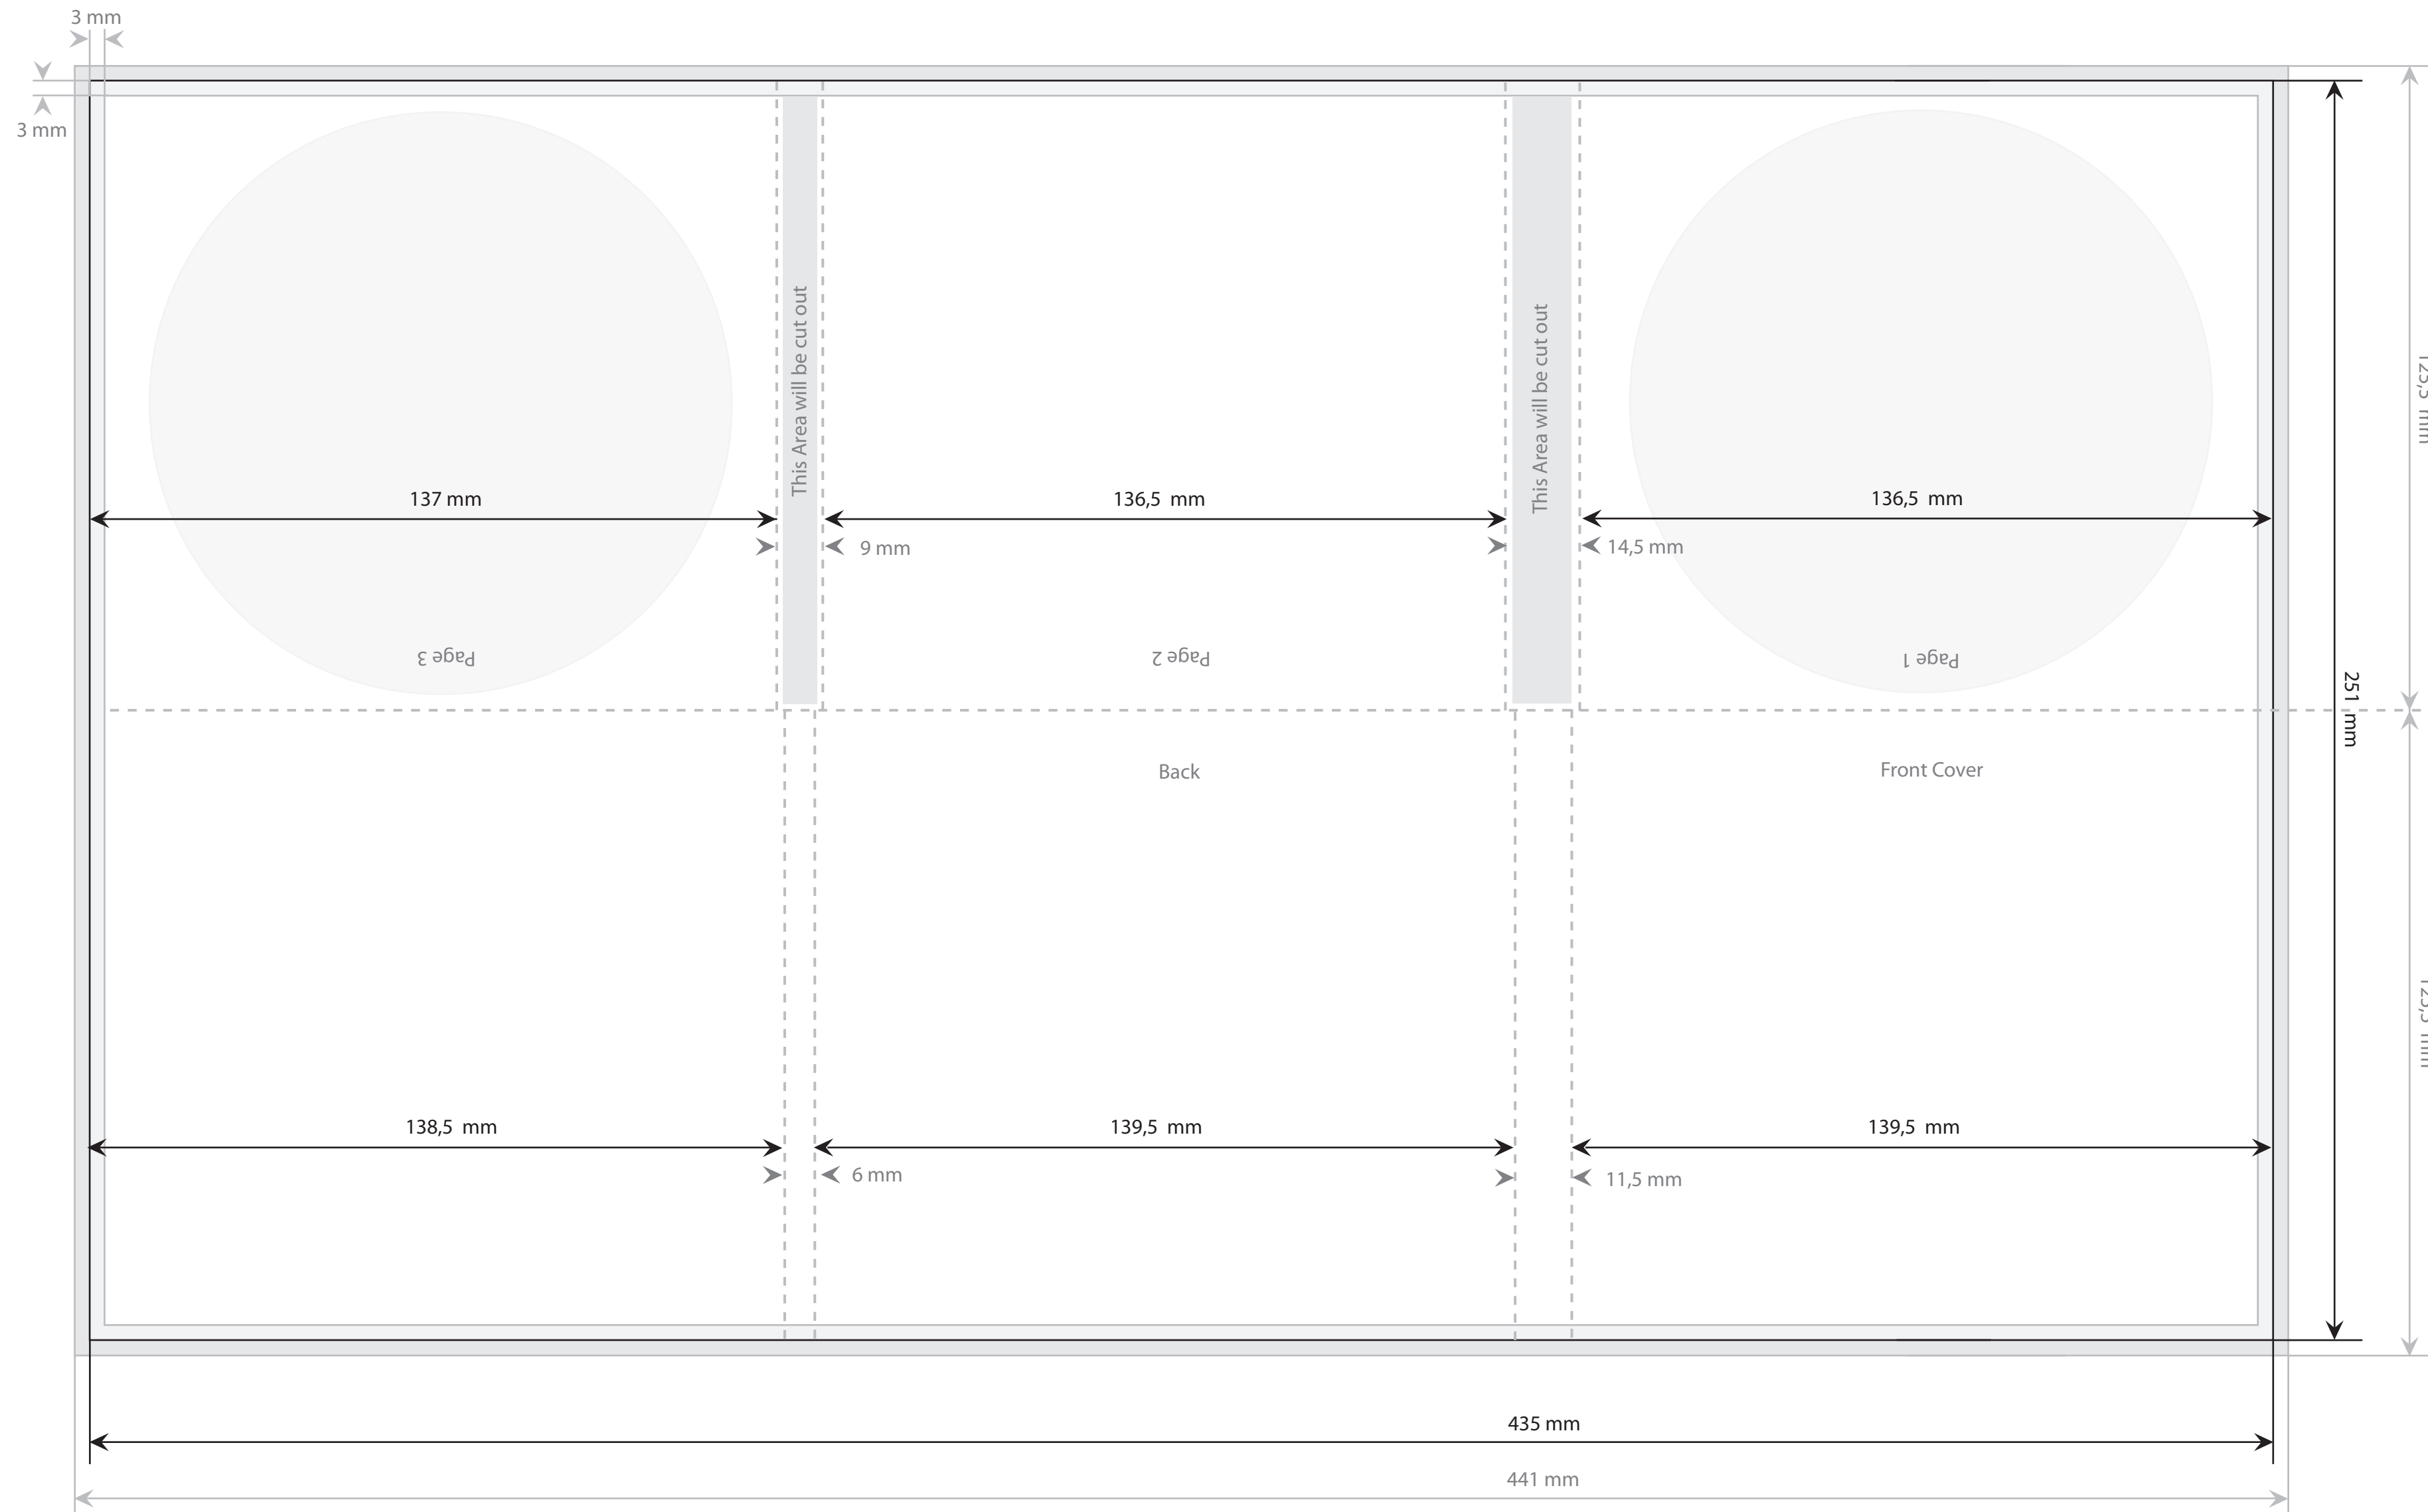 3 mm
3 mm
This Area will be cut out
This Area will be cut out
137 mm
136,5 mm
136,5 mm
9 mm
14,5 mm
Page 3
Page 2
Page 1
251 mm
Back
Front Cover
138,5 mm
139,5 mm
139,5 mm
6 mm
11,5 mm
435 mm
441 mm